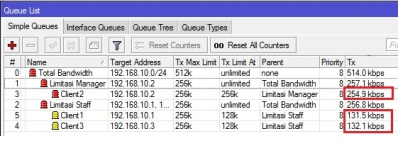 Queue List
Simple Queues Interface Queues Queue Tree Queue Types
Reset Counters 00 Reset All Counters
# Name Target Address Tx Max Limit Tx Limit At Parent Priority Tx
0 Total Bandwidth 192.168.10.0/24 512k unlimited none 8 514.0 kbps
1 Limitasi Manager 192.168.10.2 256k unlimited Total Bandwidth 8 257.1 kbps
3 Client2 192.168.10.2 256k 256k Limitasi Manager 8 254.9 kbps
2 Limitasi Staff 192.168.10.1, 1... 256k unlimited Total Bandwidth 8 256.8 kbps
5 Client1 192.168.10.1 256k 128k Limitasi Staff 8 131.5 kbps
4 Client3 192.168.10.3 256k 128k Limitasi Staff 8 132.1 kbps